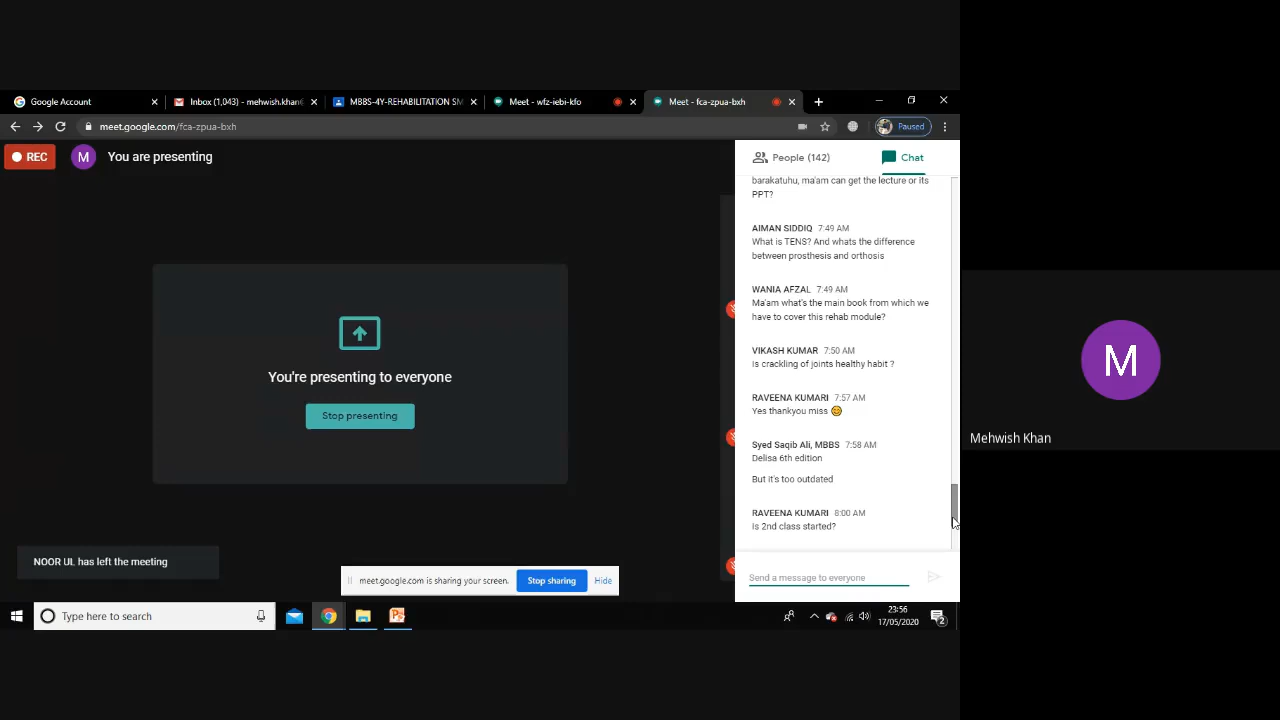 Google Account
Inbox (1,043) - mehwish.khan@
MBBS-4Y-REHABILITATION SM
Meet - wfz-iebi-kfo
Meet - fca-zpua-bxh
meet.google.com/fca-zpua-bxh
Paused
REC
M
You are presenting
People (142)
Chat
barakatuhu, ma'am can get the lecture or its
PPT?
AIMAN SIDDIQ 7:49 AM
What is TENS? And whats the difference
between prosthesis and orthosis
WANIA AFZAL 7:49 AM
Ma'am what's the main book from which we
have to cover this rehab module?
VIKASH KUMAR 7:50 AM
Is crackling of joints healthy habit ?
RAVEENA KUMARI 7:57 AM
Yes thankyou miss 😊
Syed Saqib Ali, MBBS 7:58 AM
Delisa 6th edition
But it's too outdated
RAVEENA KUMARI 8:00 AM
Is 2nd class started?
Send a message to everyone
You're presenting to everyone
Stop presenting
NOOR UL has left the meeting
meet.google.com is sharing your screen.
Stop sharing
Hide
Type here to search
23:56
17/05/2020
2
M
Mehwish Khan